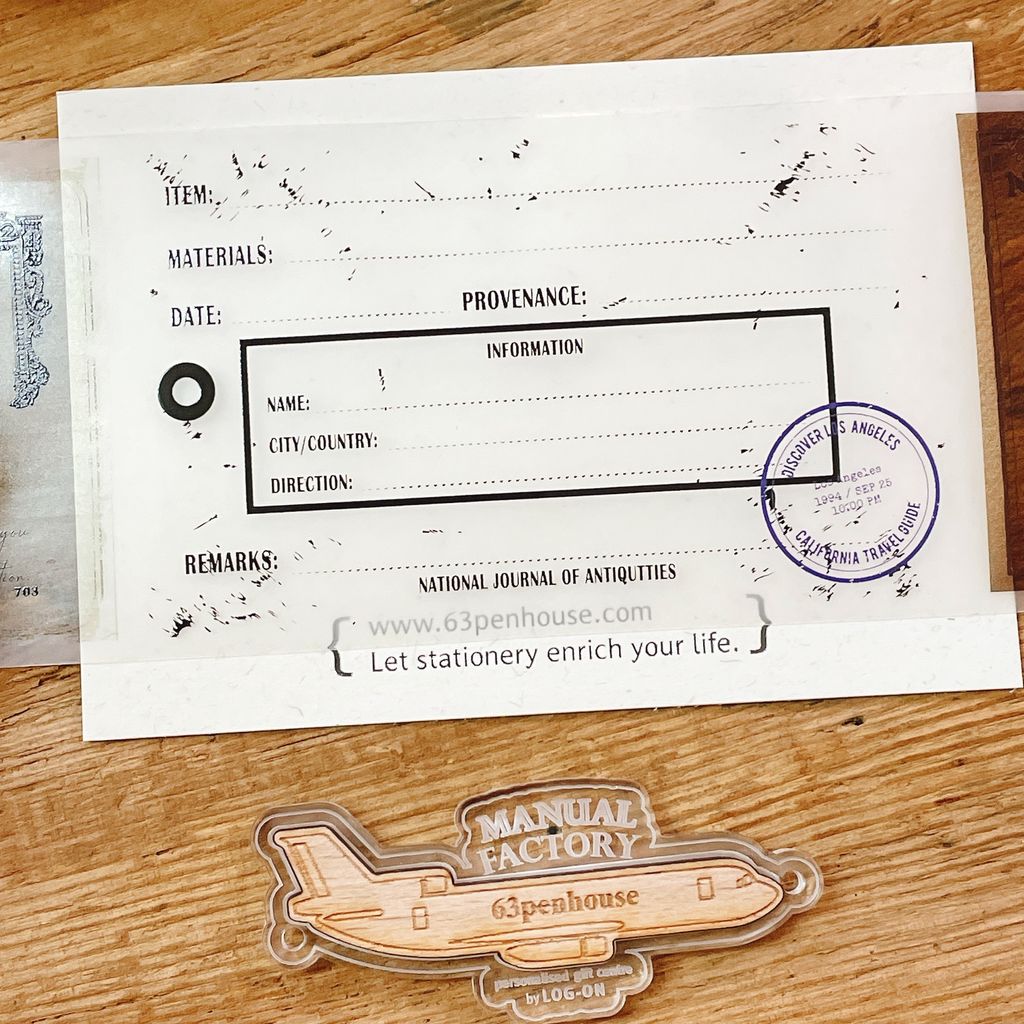 ITEM:
MATERIALS:
DATE: PROVENANCE:
INFORMATION
NAME:
CITY/COUNTRY:
DIRECTION:
DISCOVER LOS ANGELES
Los Angeles
1994 / SEP 25
10:00 PM
CALIFORNIA TRAVEL GUIDE
REMARKS:
NATIONAL JOURNAL OF ANTIQUTTIES
{ www.63penhouse.com
Let stationery enrich your life. }
you
703
MANUAL
FACTORY
63penhouse
personalised gift centre
by LOG-ON